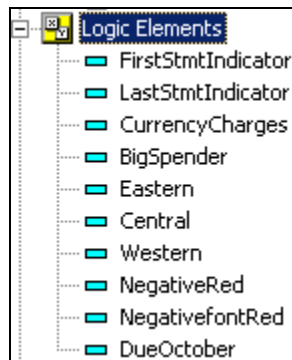 Logic Elements
FirstStmtIndicator
LastStmtIndicator
CurrencyCharges
BigSpender
Eastern
Central
Western
NegativeRed
NegativefontRed
DueOctober